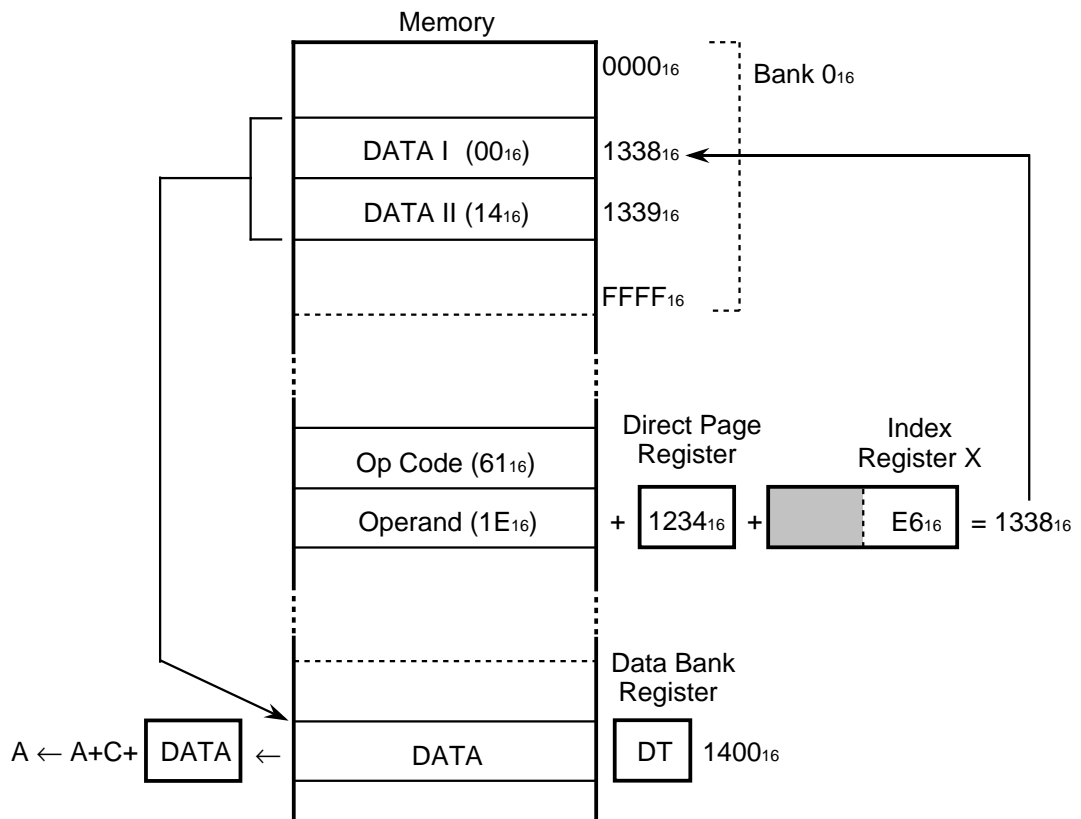 Memory
0000₁₆
Bank 0₁₆
DATA I (00₁₆) 1338₁₆
DATA II (14₁₆) 1339₁₆
FFFF₁₆
Direct Page
Register
Index
Register X
Op Code (61₁₆)
Operand (1E₁₆) + 1234₁₆ + E6₁₆ = 1338₁₆
Data Bank
Register
A ← A+C+ DATA ← DATA DT 1400₁₆